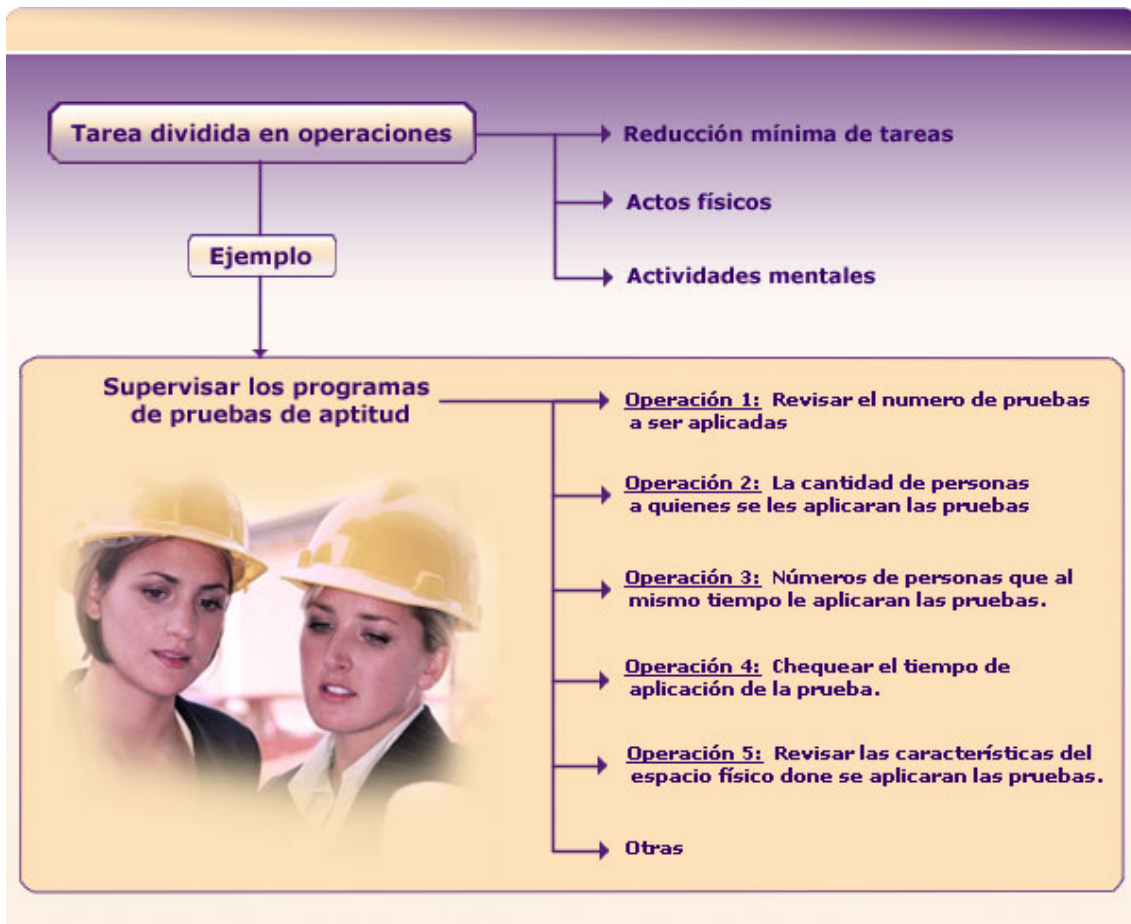 Tarea dividida en operaciones
Reducción mínima de tareas
Actos físicos
Ejemplo
Actividades mentales
Supervisar los programas
de pruebas de aptitud
Operación 1: Revisar el numero de pruebas
a ser aplicadas
Operación 2: La cantidad de personas
a quienes se les aplicaran las pruebas
Operación 3: Números de personas que al
mismo tiempo le aplicaran las pruebas.
Operación 4: Chequear el tiempo de
aplicación de la prueba.
Operación 5: Revisar las características del
espacio físico done se aplicaran las pruebas.
Otras